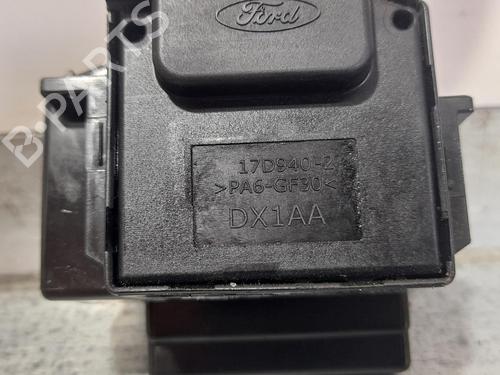 Ford
B-PARTS
17D940-2
>PA6-GF30<
DX1AA